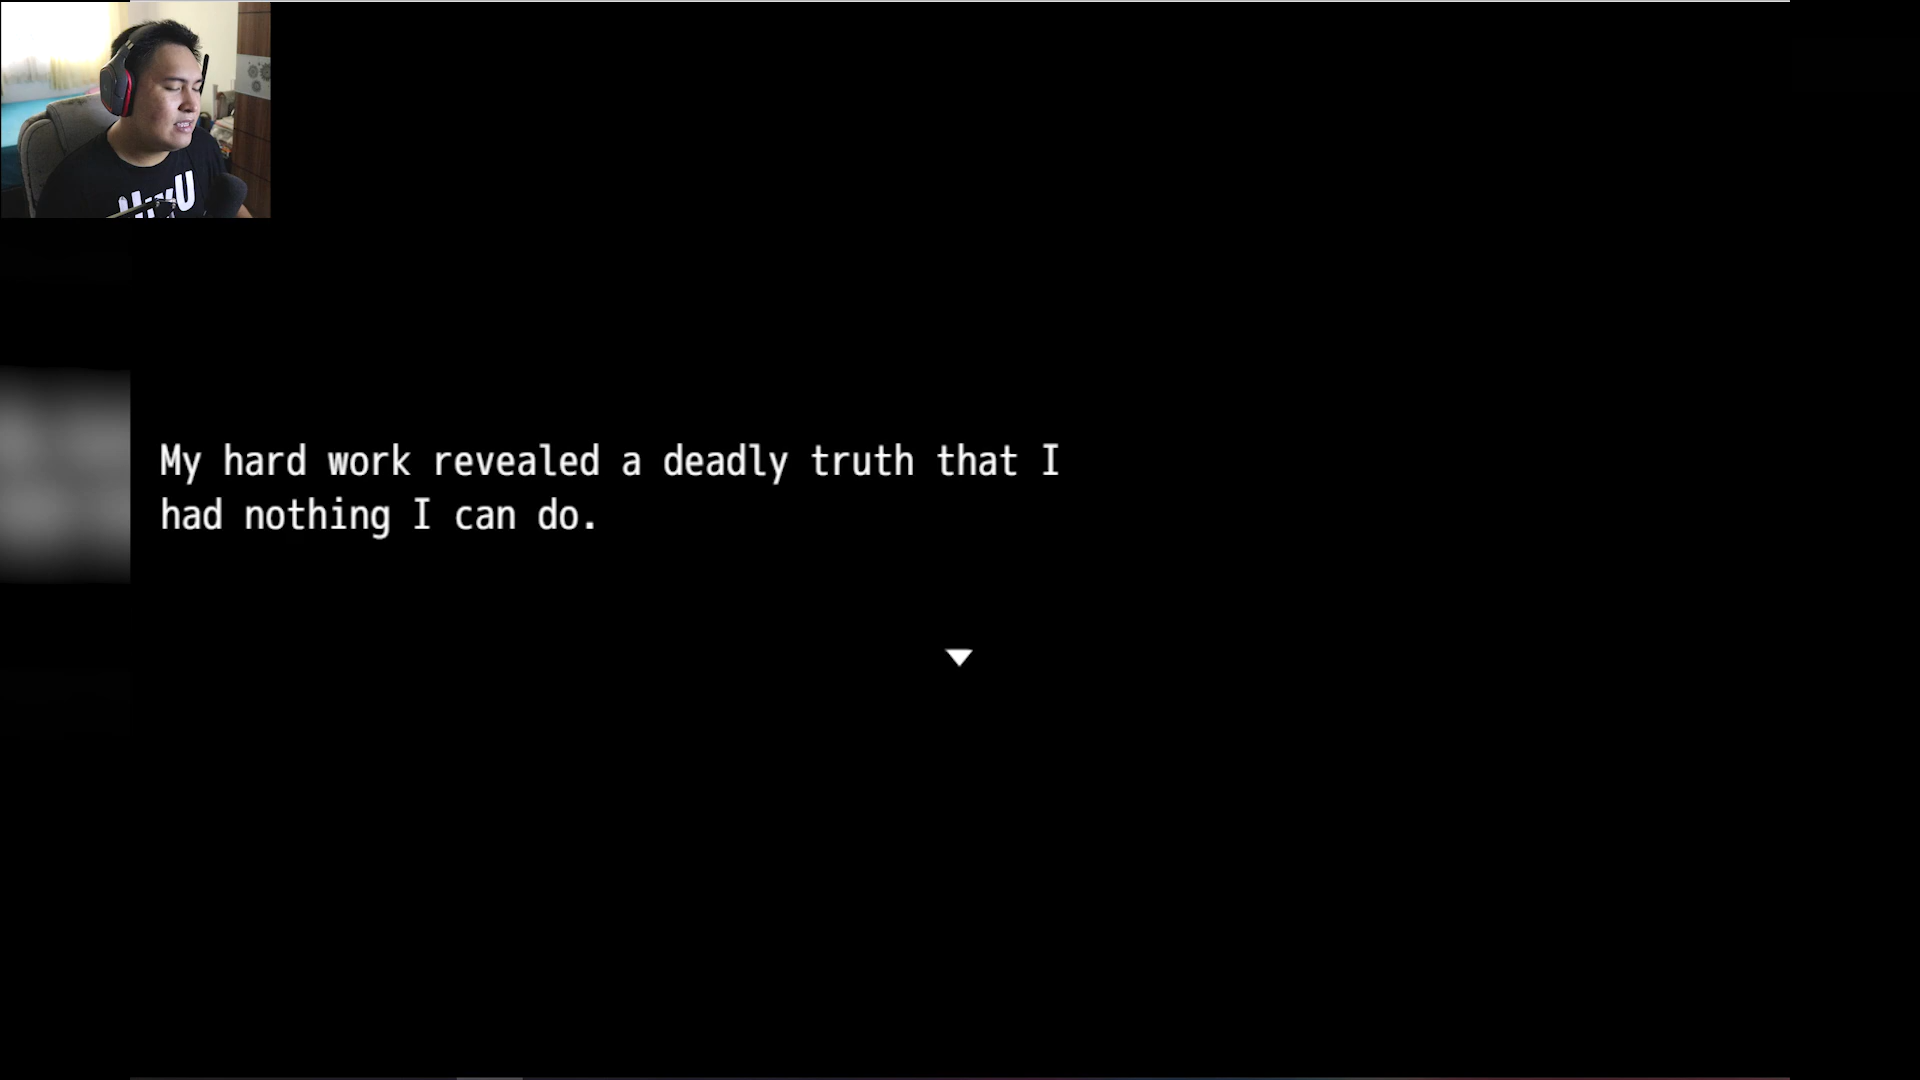 My hard work revealed a deadly truth that I
had nothing I can do.